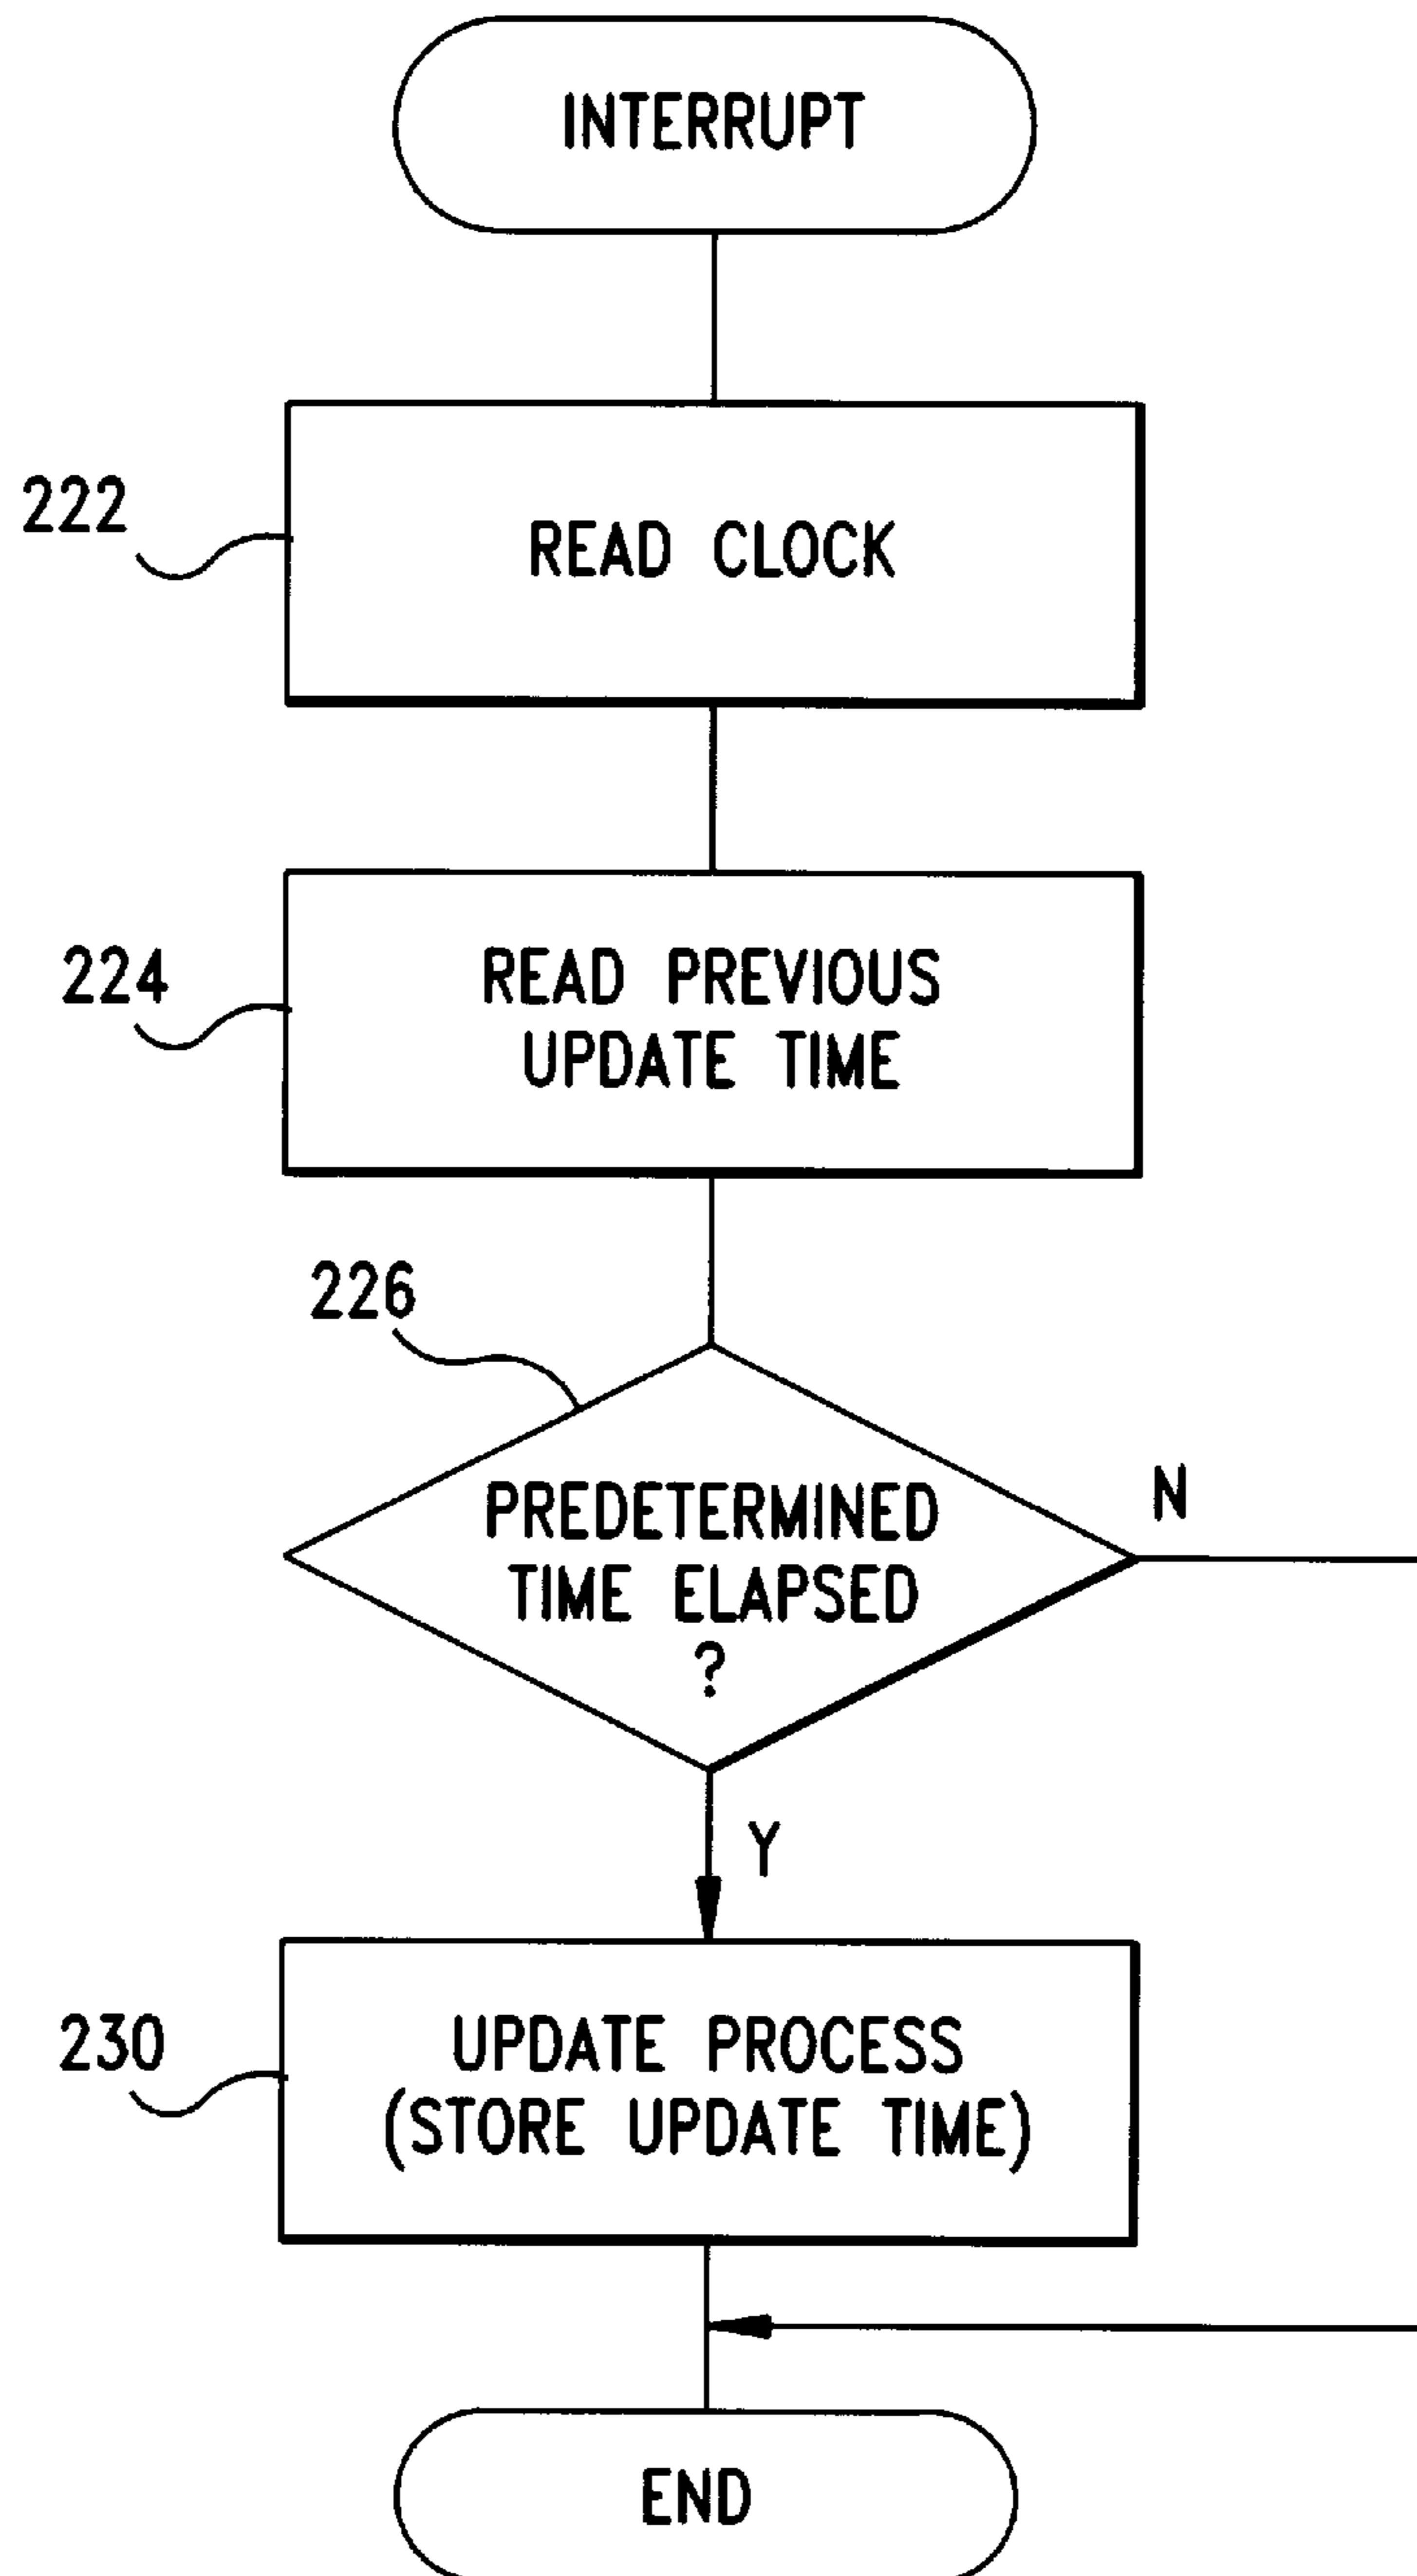 INTERRUPT
222
READ CLOCK
224
READ PREVIOUS
UPDATE TIME
226
PREDETERMINED
TIME ELAPSED
?
N
Y
230
UPDATE PROCESS
(STORE UPDATE TIME)
END